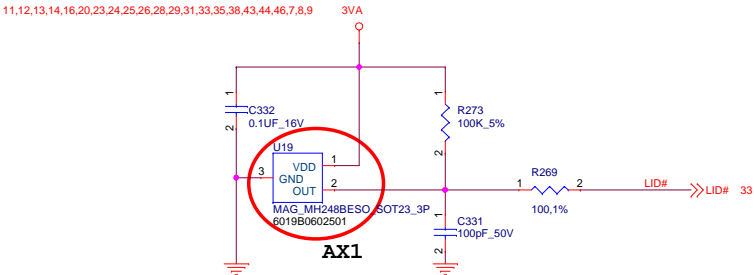 11,12,13,14,16,20,23,24,25,26,28,29,31,33,35,38,43,44,46,7,8,9 3VA
1
C332
0.1UF_16V
2
1
R273
100K_5%
2
U19
VDD 1
3 GND
OUT 2
MAG_MH248BESO_SOT23_3P
6019B0602501
AX1
R269
1 2
100,1%
LID# LID# 33
1
C331
100pF_50V
2